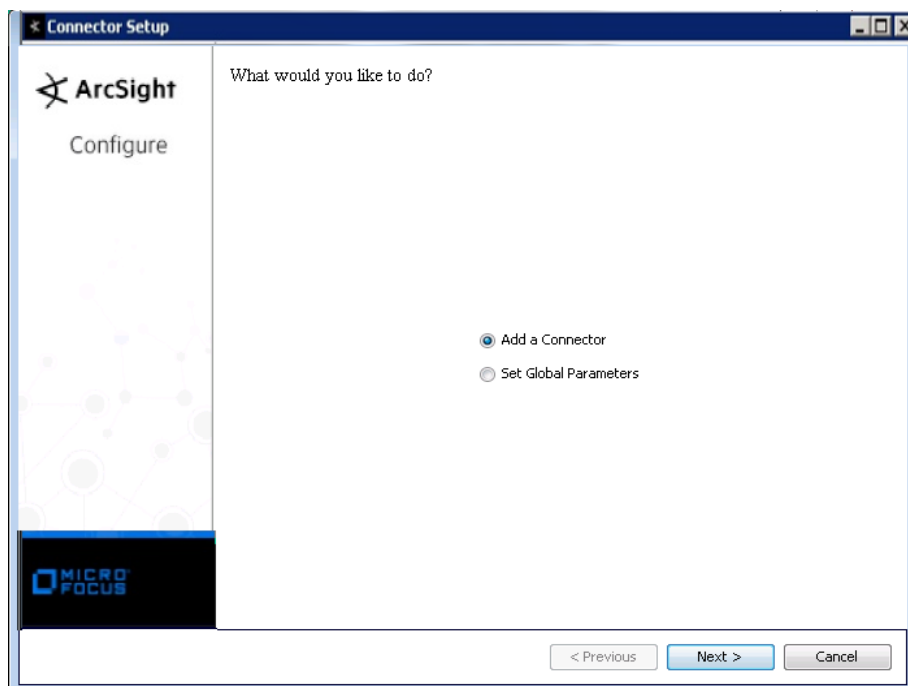 Connector Setup
ArcSight
Configure
What would you like to do?
Add a Connector
Set Global Parameters
MICRO
FOCUS
< Previous
Next >
Cancel